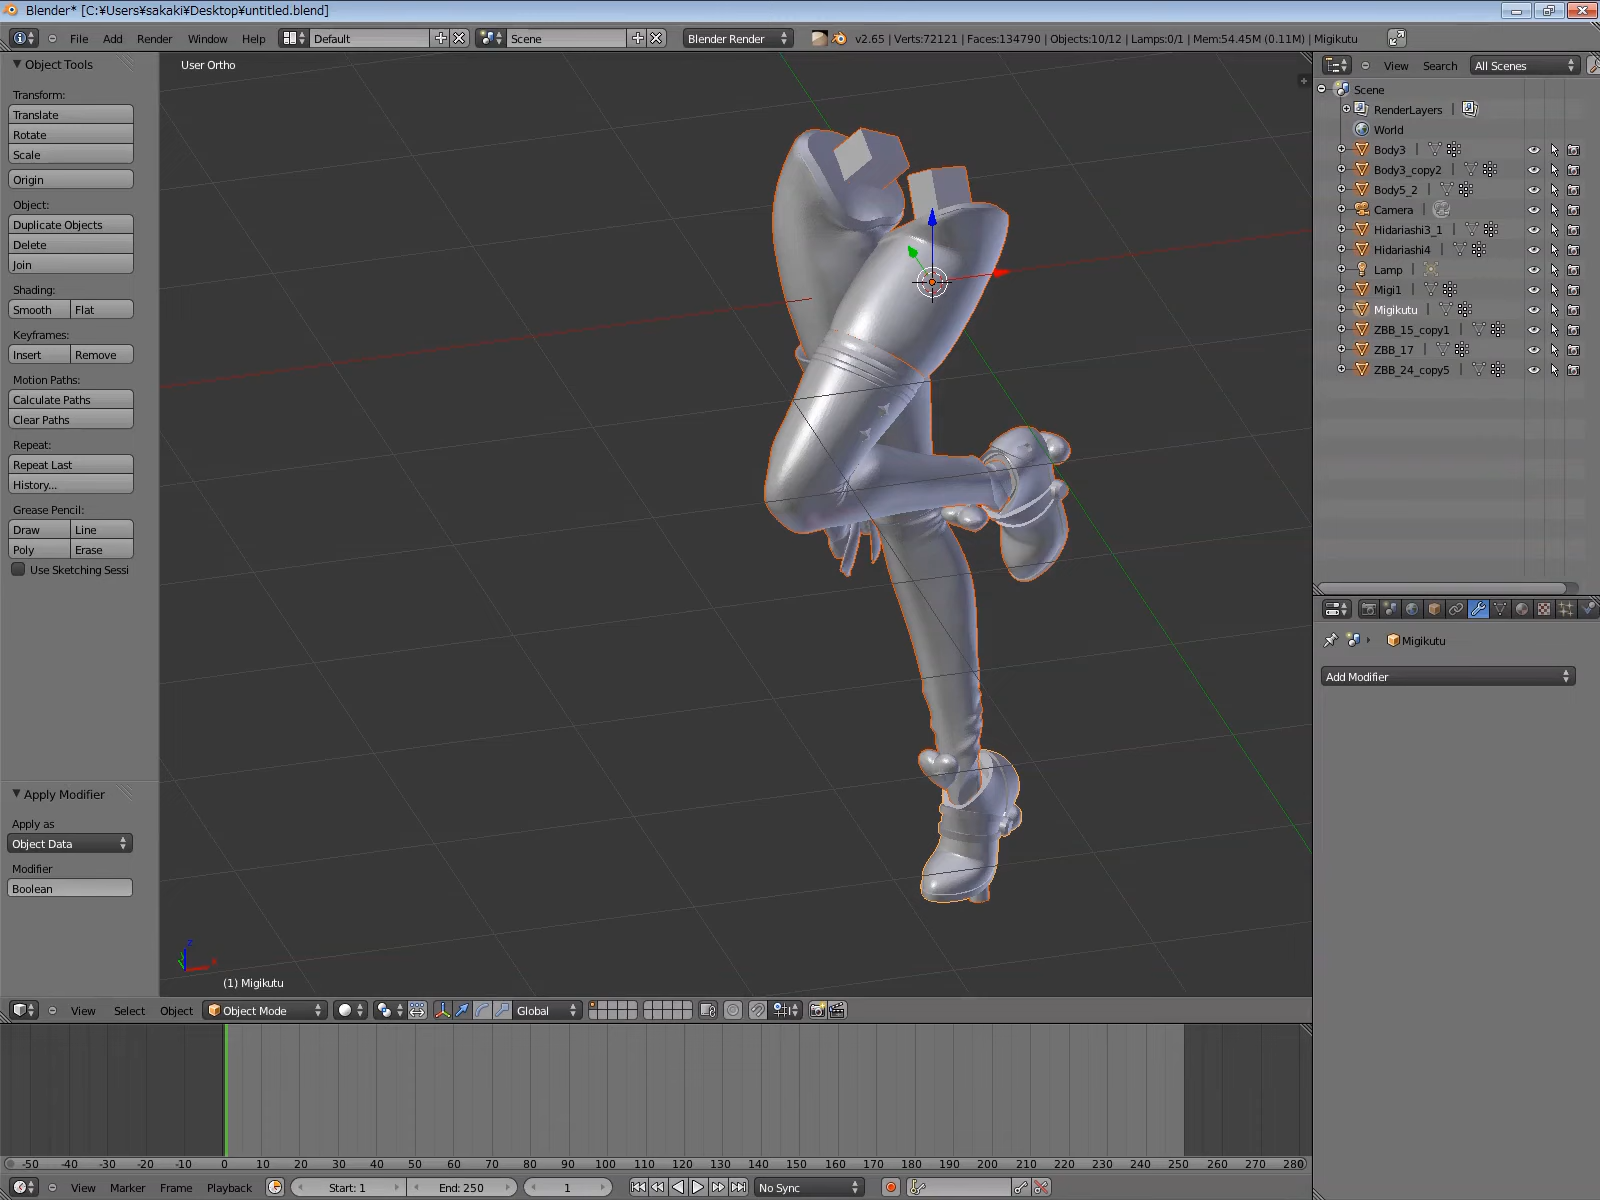 Blender* [C:¥Users¥sakaki¥Desktop¥untitled.blend]
File Add Render Window Help Default Scene Blender Render v2.65 | Verts:72121 | Faces:134790 | Objects:10/12 | Lamps:0/1 | Mem:54.45M (0.11M) | Migikutu
Object Tools
Transform:
Translate
Rotate
Scale
Origin
Object:
Duplicate Objects
Delete
Join
Shading:
Smooth Flat
Keyframes:
Insert Remove
Motion Paths:
Calculate Paths
Clear Paths
Repeat:
Repeat Last
History...
Grease Pencil:
Draw Line
Poly Erase
Use Sketching Sessi
Apply Modifier
Apply as
Object Data
Modifier
Boolean
User Ortho
z
(1) Migikutu
View Search All Scenes
Scene
RenderLayers
World
Body3
Body3_copy2
Body5_2
Camera
Hidariashi3_1
Hidariashi4
Lamp
Migi1
Migikutu
ZBB_15_copy1
ZBB_17
ZBB_24_copy5
Migikutu
Add Modifier
View Select Object Object Mode Global
-50 -40 -30 -20 -10 0 10 20 30 40 50 60 70 80 90 100 110 120 130 140 150 160 170 180 190 200 210 220 230 240 250 260 270 280
View Marker Frame Playback Start: 1 End: 250 1 No Sync